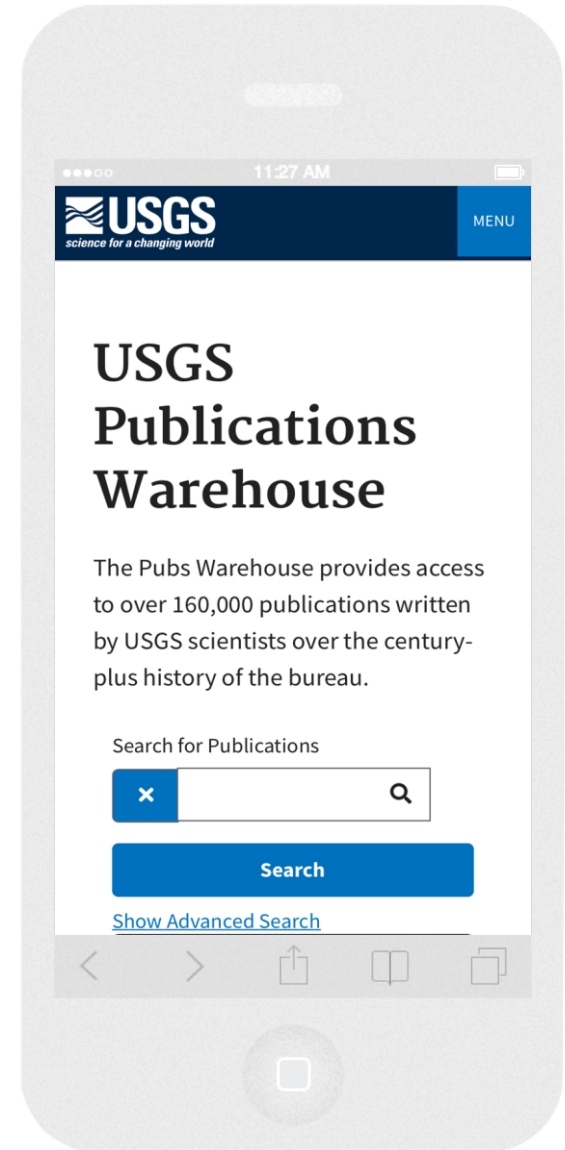 11:27 AM
USGS
science for a changing world
MENU
USGS
Publications
Warehouse
The Pubs Warehouse provides access
to over 160,000 publications written
by USGS scientists over the century-
plus history of the bureau.
Search for Publications
Search
Show Advanced Search